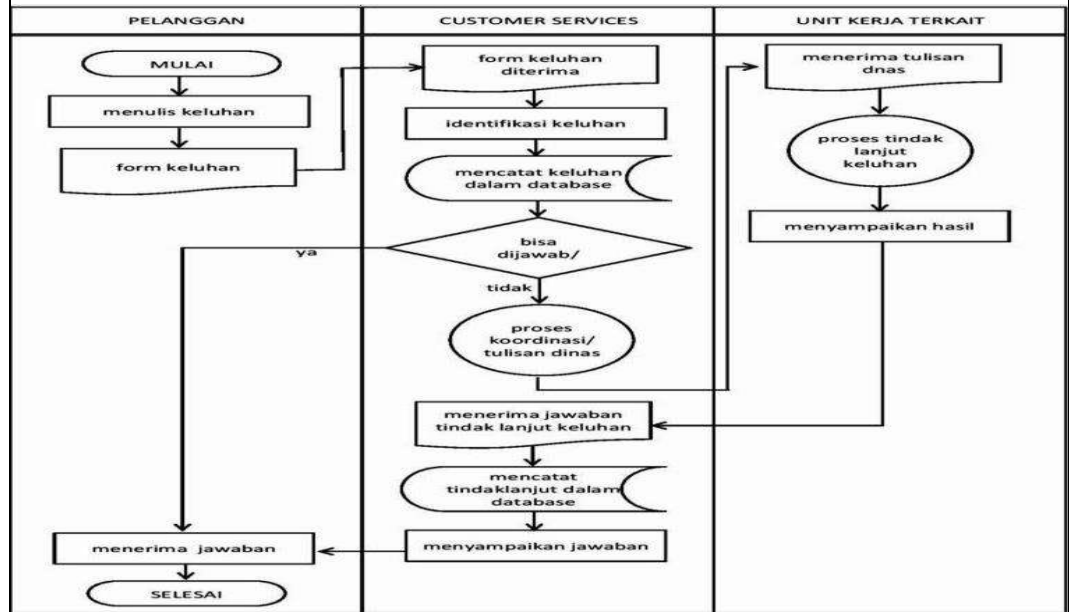 PELANGGAN
CUSTOMER SERVICES
UNIT KERJA TERKAIT
MULAI
menulis keluhan
form keluhan
form keluhan
diterima
identifikasi keluhan
mencatat keluhan
dalam database
bisa
dijawab/
ya
tidak
proses
koordinasi/
tulisan dinas
menerima tulisan
dnas
proses tindak
lanjut
keluhan
menyampaikan hasil
menerima jawaban
tindak lanjut keluhan
mencatat
tindaklanjut dalam
database
menyampaikan jawaban
menerima jawaban
SELESAI